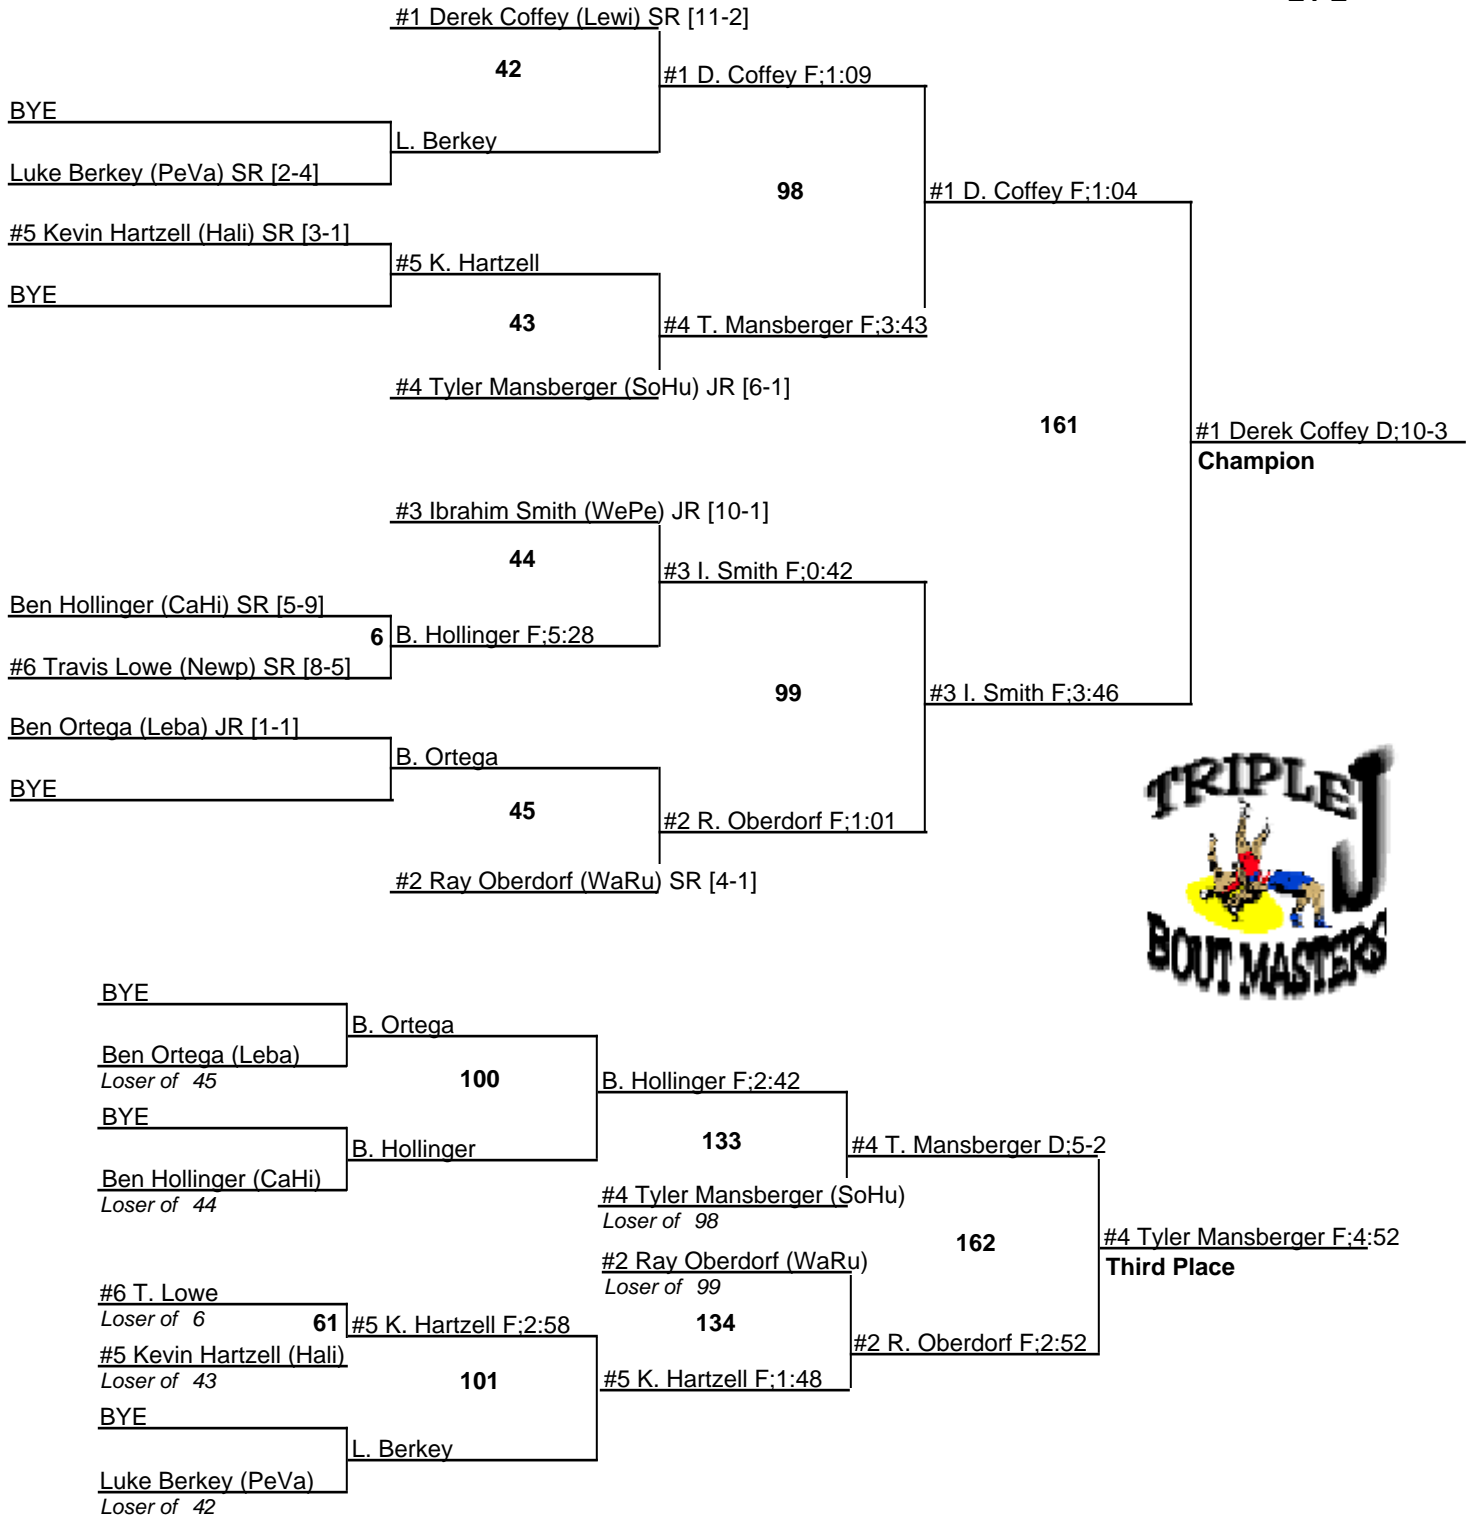 #1 Derek Coffey (Lewi) SR [11-2]
42
#1 D. Coffey F;1:09
BYE
L. Berkey
Luke Berkey (PeVa) SR [2-4]
98
#1 D. Coffey F;1:04
#5 Kevin Hartzell (Hali) SR [3-1]
#5 K. Hartzell
BYE
43
#4 T. Mansberger F;3:43
#4 Tyler Mansberger (SoHu) JR [6-1]
161
#1 Derek Coffey D;10-3
Champion
#3 Ibrahim Smith (WePe) JR [10-1]
44
#3 I. Smith F;0:42
Ben Hollinger (CaHi) SR [5-9]
6
B. Hollinger F;5:28
#6 Travis Lowe (Newp) SR [8-5]
99
#3 I. Smith F;3:46
Ben Ortega (Leba) JR [1-1]
B. Ortega
BYE
45
#2 R. Oberdorf F;1:01
#2 Ray Oberdorf (WaRu) SR [4-1]
TRIPLE J
BOUT MASTERS
BYE
B. Ortega
Ben Ortega (Leba)
Loser of 45
100
B. Hollinger F;2:42
BYE
B. Hollinger
133
#4 T. Mansberger D;5-2
Ben Hollinger (CaHi)
Loser of 44
#4 Tyler Mansberger (SoHu)
Loser of 98
162
#4 Tyler Mansberger F;4:52
Third Place
#2 Ray Oberdorf (WaRu)
Loser of 99
#6 T. Lowe
Loser of 6
61
#5 K. Hartzell F;2:58
134
#2 R. Oberdorf F;2:52
#5 Kevin Hartzell (Hali)
Loser of 43
101
#5 K. Hartzell F;1:48
BYE
L. Berkey
Luke Berkey (PeVa)
Loser of 42